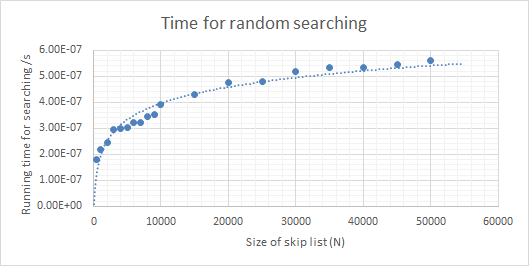 Time for random searching
Running time for searching /s
6.00E-07
5.00E-07
4.00E-07
3.00E-07
2.00E-07
1.00E-07
0.00E+00
0 10000 20000 30000 40000 50000 60000
Size of skip list (N)